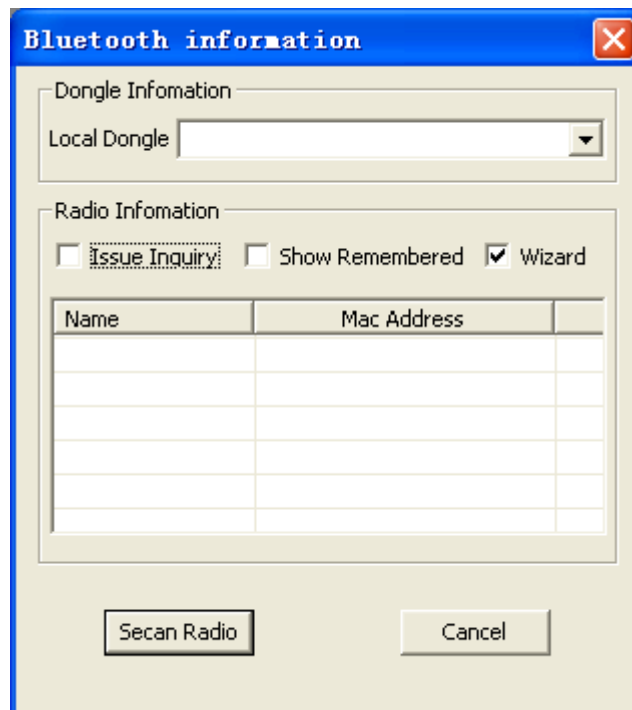 Bluetooth information
Dongle Infomation
Local Dongle
Radio Infomation
Issue Inquiry Show Remembered Wizard
Name Mac Address
Secan Radio Cancel